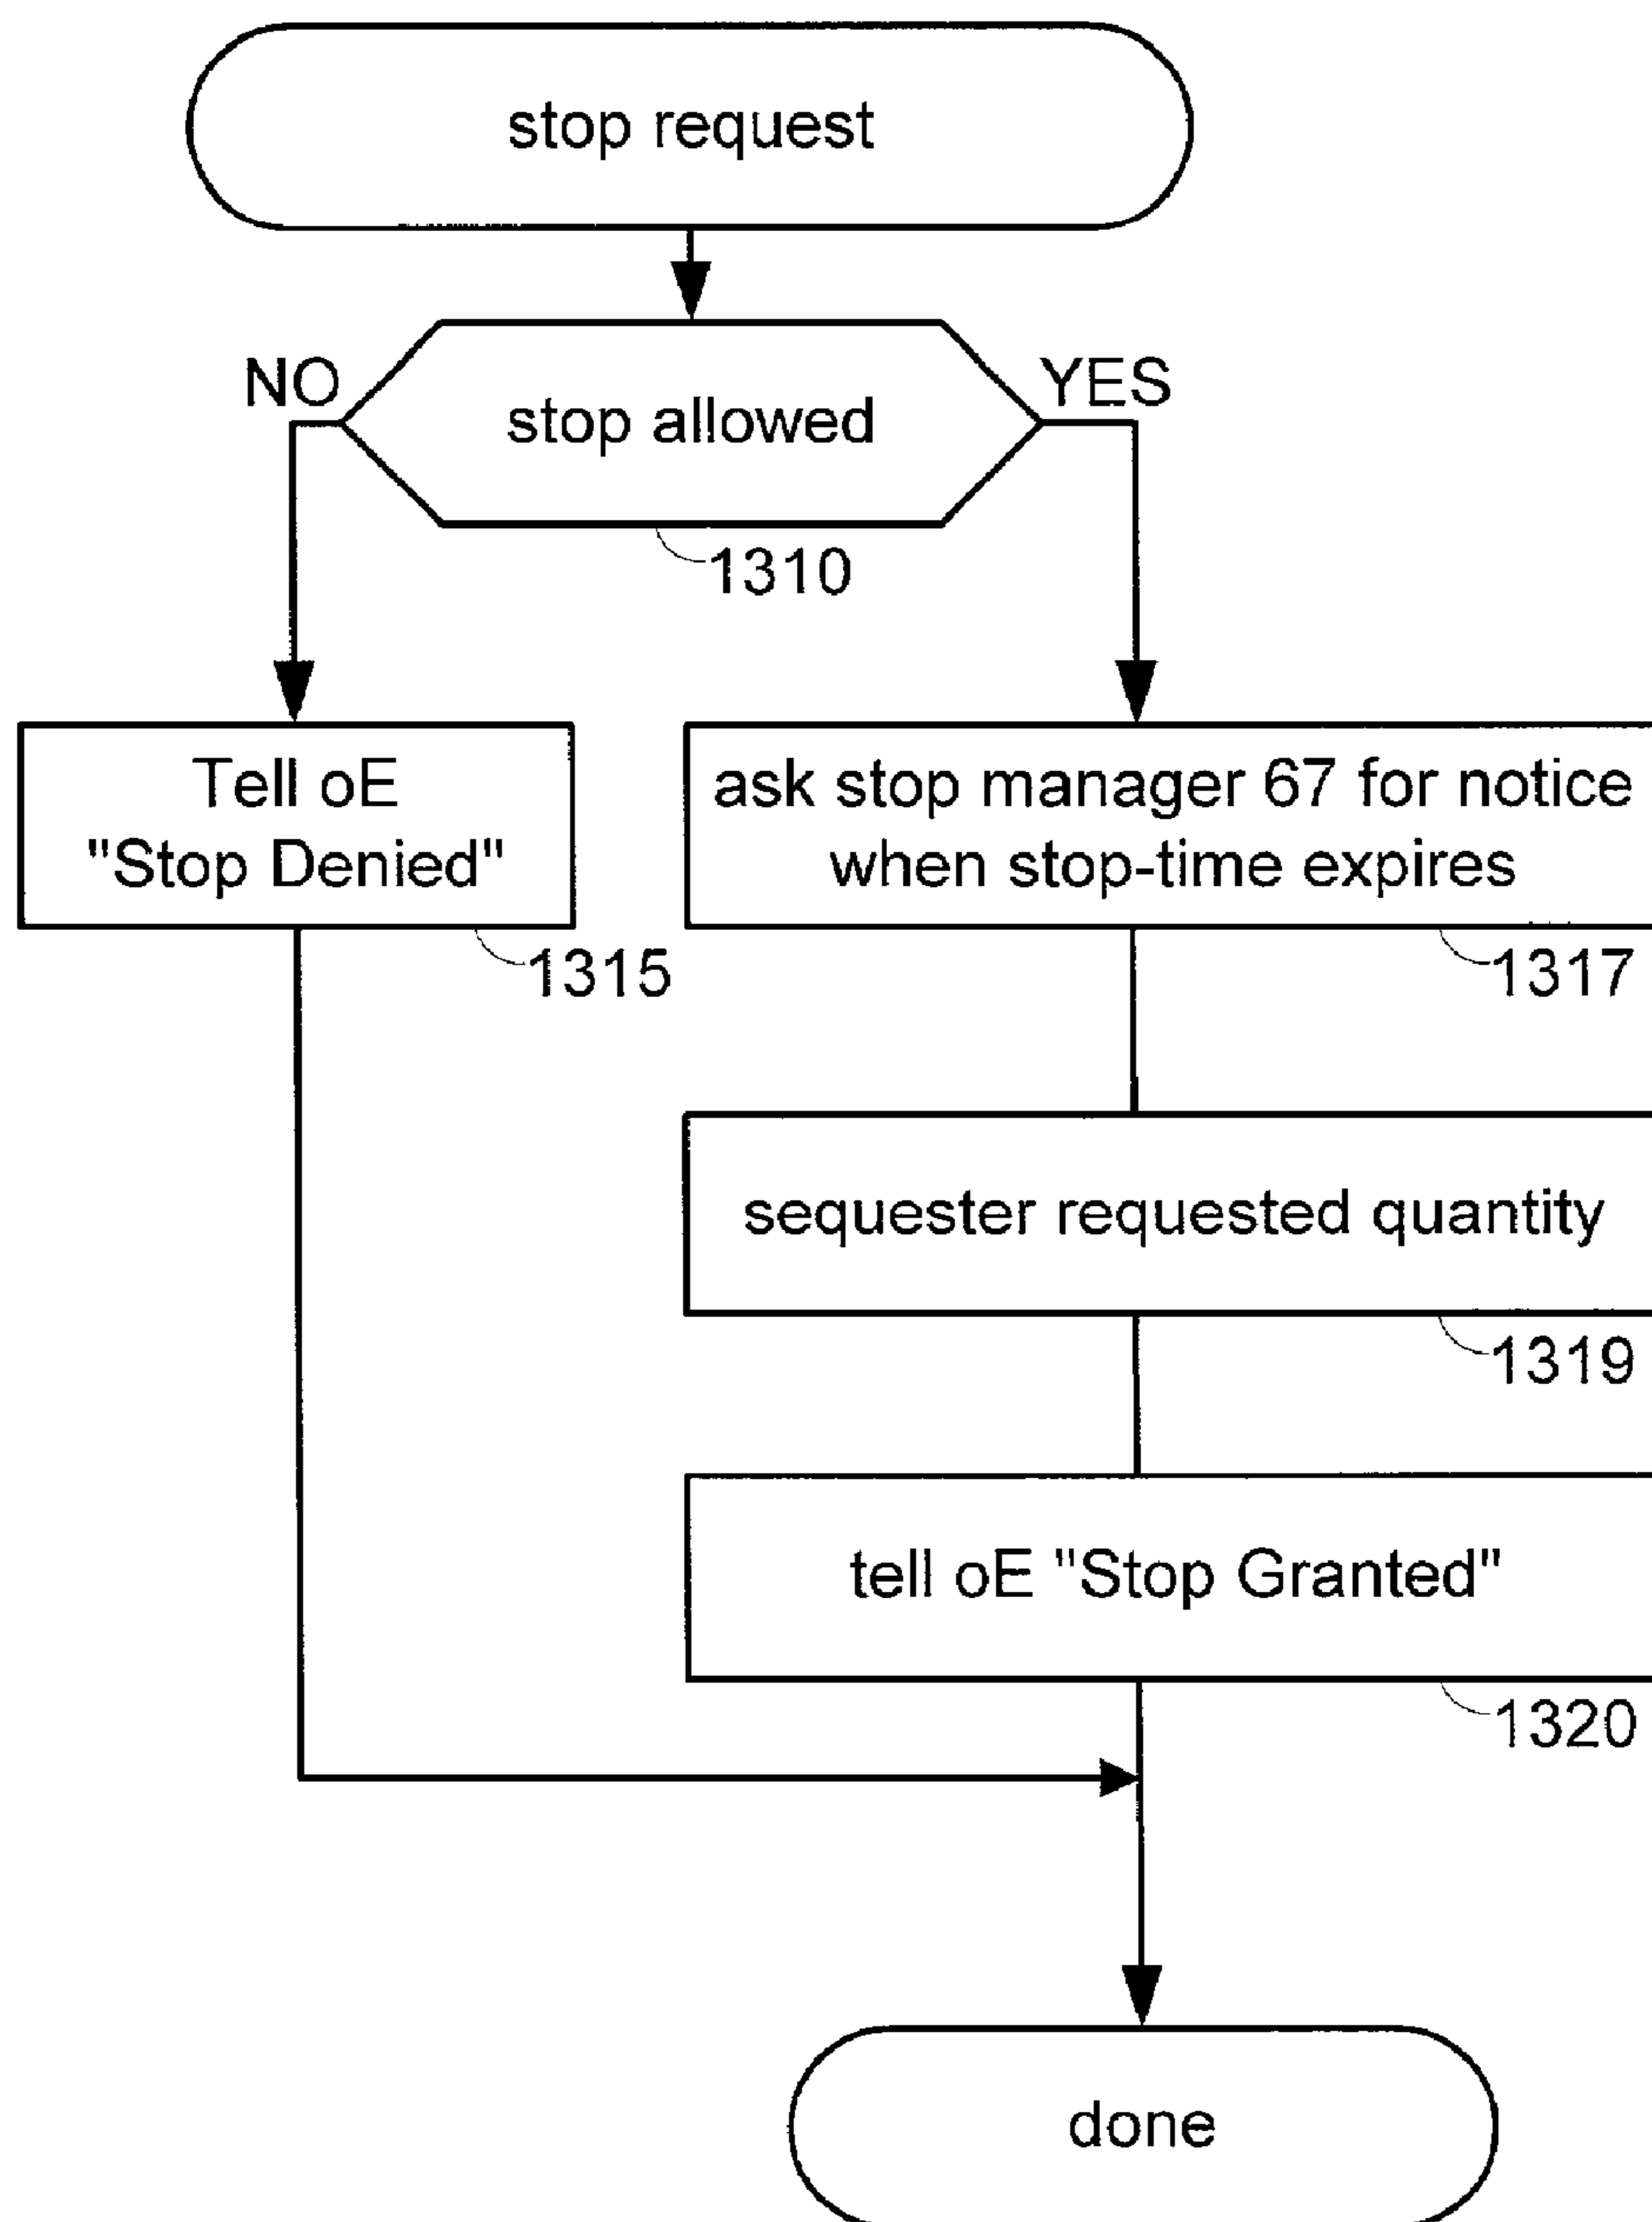 stop request
NO
YES
stop allowed
1310
Tell oE
"Stop Denied"
1315
ask stop manager 67 for notice
when stop-time expires
1317
sequester requested quantity
1319
tell oE "Stop Granted"
1320
done